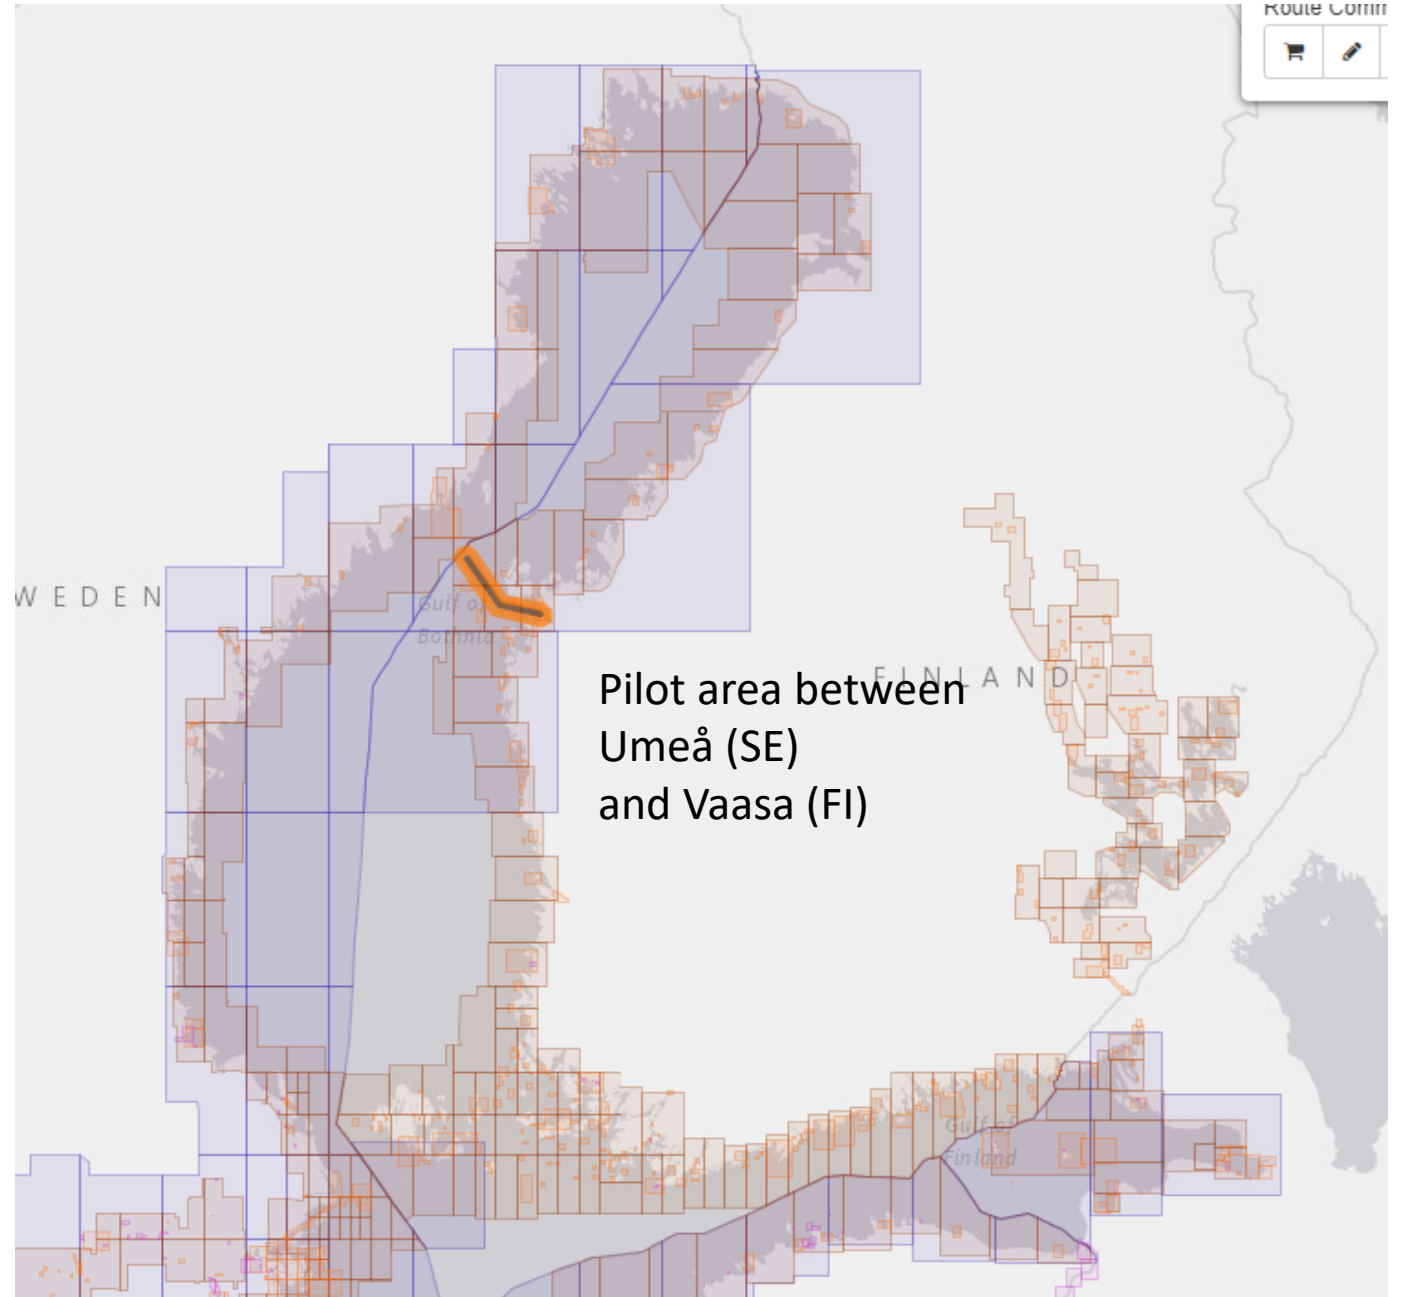 Route Comm
WEDEN
Gulf of
Bothnia
FINLAND
Pilot area between
Umeå (SE)
and Vaasa (FI)
Gulf of
Finland